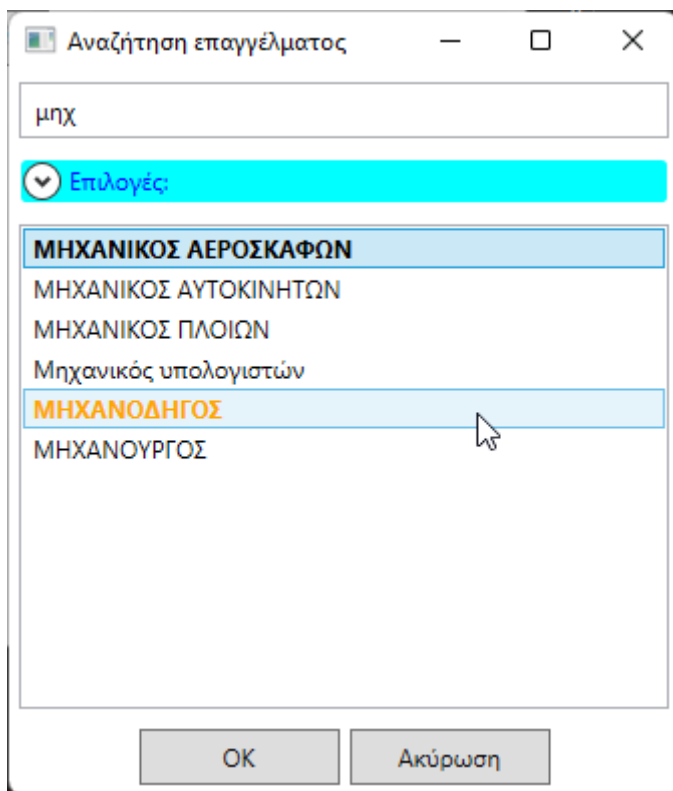 Αναζήτηση επαγγέλματος
μηχ
Επιλογές:
ΜΗΧΑΝΙΚΟΣ ΑΕΡΟΣΚΑΦΩΝ
ΜΗΧΑΝΙΚΟΣ ΑΥΤΟΚΙΝΗΤΩΝ
ΜΗΧΑΝΙΚΟΣ ΠΛΟΙΩΝ
Μηχανικός υπολογιστών
ΜΗΧΑΝΟΔΗΓΟΣ
ΜΗΧΑΝΟΥΡΓΟΣ
OK Ακύρωση